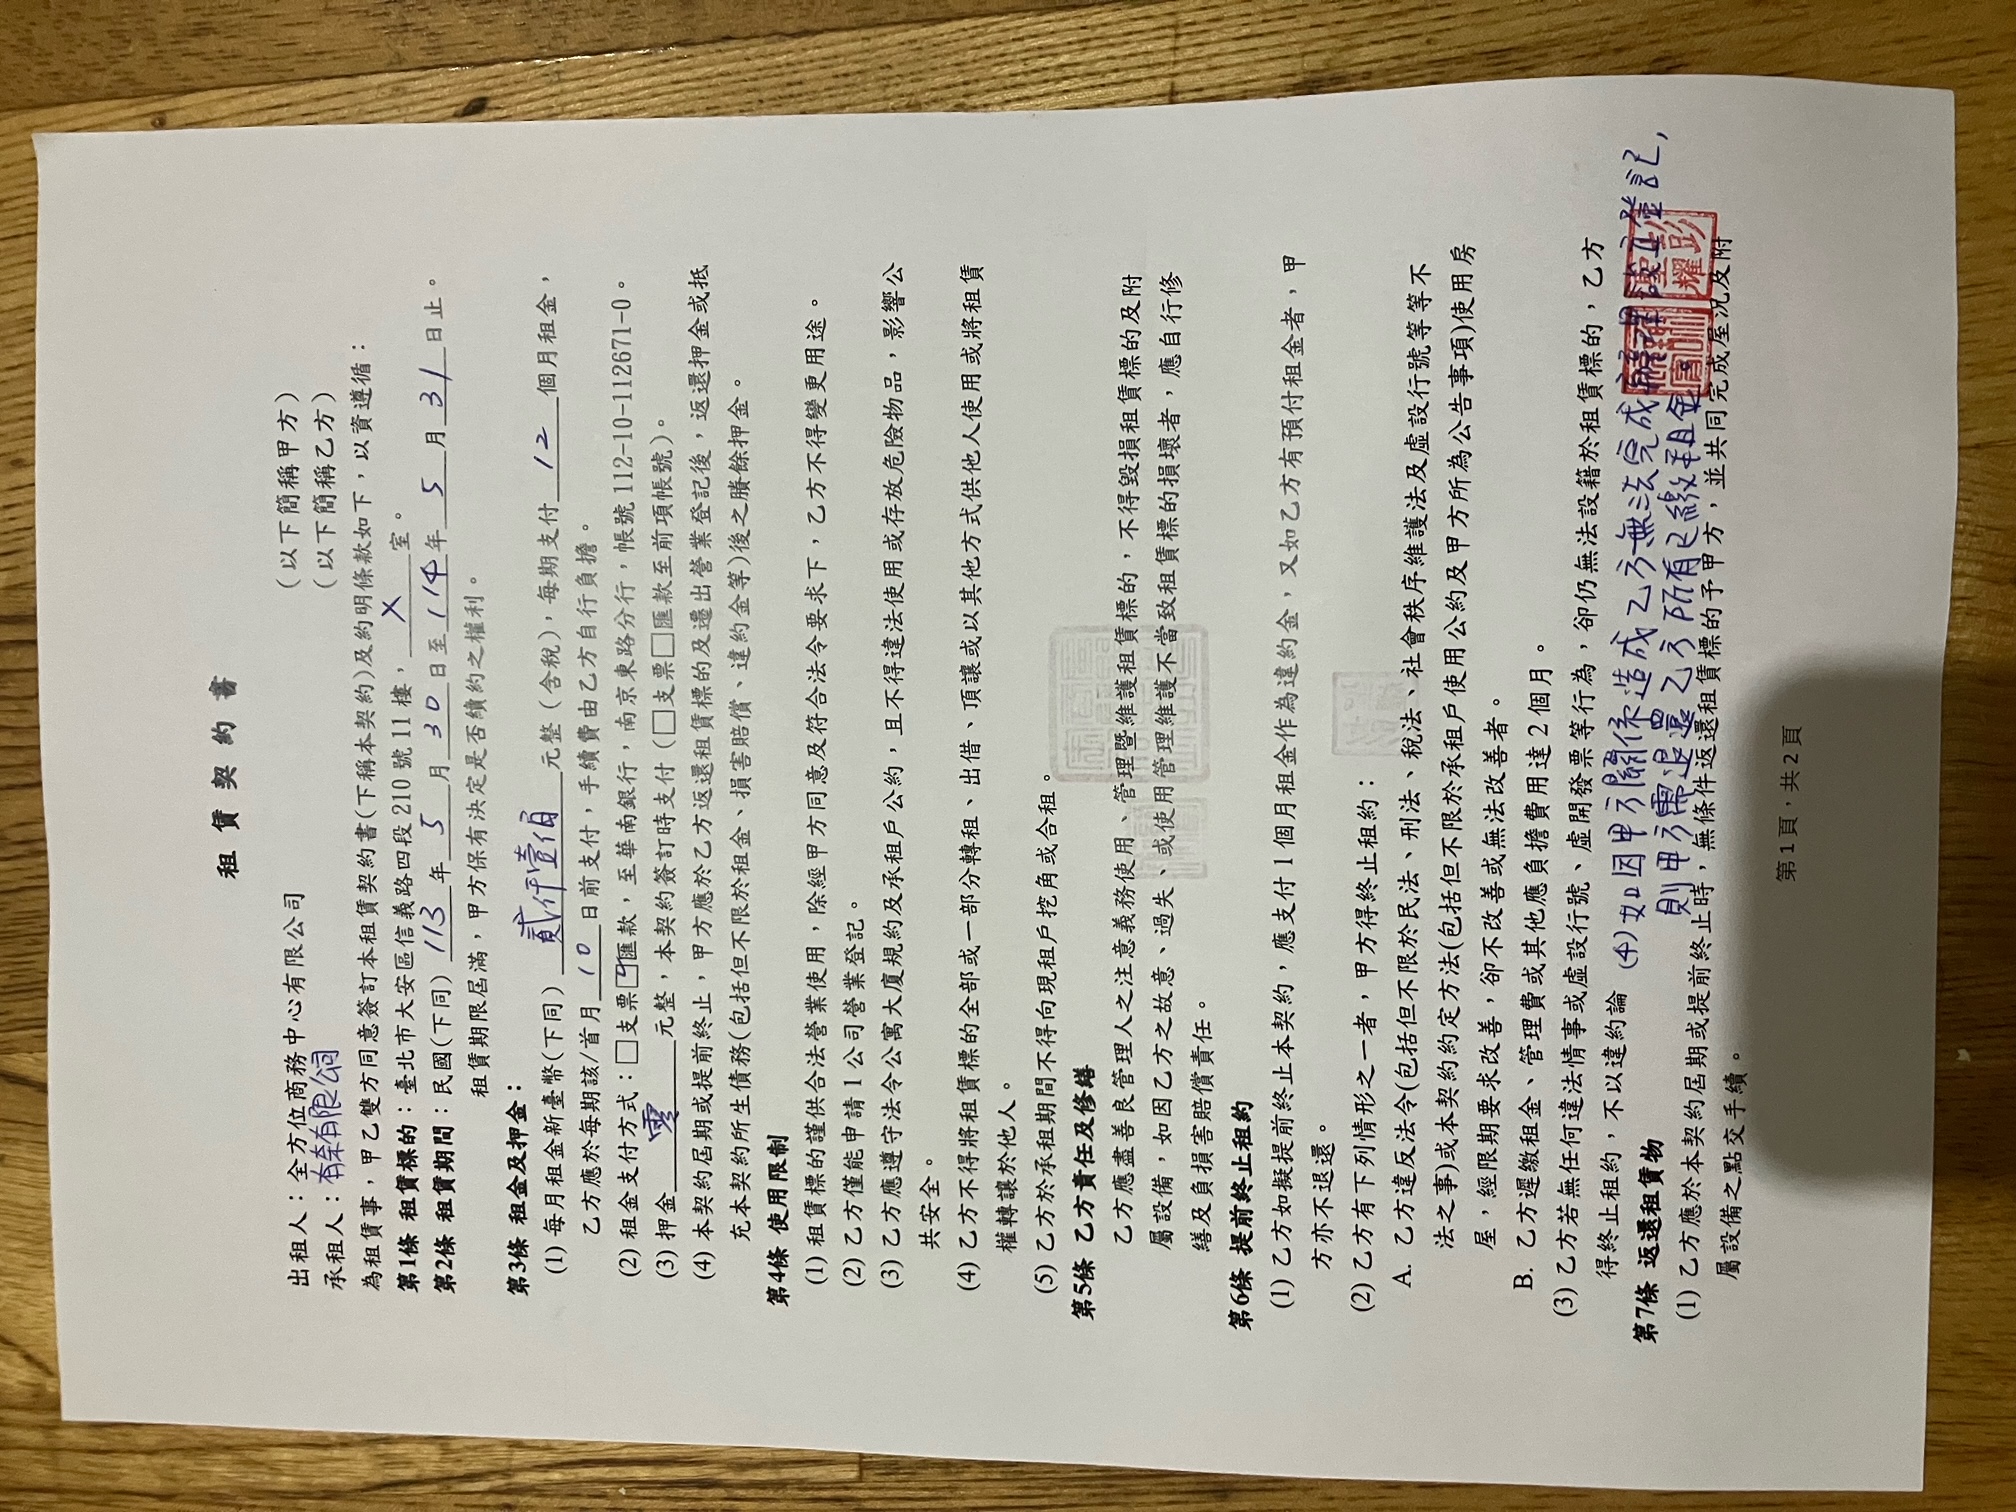 租賃契約書
出租人：全方位商務中心有限公司 （以下簡稱甲方）
承租人：有奈有限公司 （以下簡稱乙方）
為租賃事，甲乙雙方同意簽訂本租賃契約書(下稱本契約)及約明條款如下，以資遵循：
第1條 租賃標的：臺北市大安區信義路四段 210 號 11 樓， X 室。
第2條 租賃期間：民國(下同) 113 年 5 月 30 日至 114 年 5 月 31 日止。
租賃期限屆滿，甲方保有決定是否續約之權利。
第3條 租金及押金：
(1) 每月租金新臺幣(下同) 貳仟壹佰 元整（含稅），每期支付 12 個月租金，
乙方應於每期該/首月 10 日前支付，手續費由乙方自行負擔。
(2) 租金支付方式：□支票☑匯款，至華南銀行，南京東路分行，帳號 112-10-112671-0。
(3) 押金 零 元整，本契約簽訂時支付（□支票□匯款至前項帳號）。
(4) 本契約屆期或提前終止，甲方應於乙方返還租賃標的及遷出營業登記後，返還押金或抵
充本契約所生債務(包括但不限於租金、損害賠償、違約金等)後之賸餘押金。
第4條 使用限制
(1) 租賃標的謹供合法營業使用，除經甲方同意及符合法令要求下，乙方不得變更用途。
(2) 乙方僅能申請 1 公司營業登記。
(3) 乙方應遵守法令公寓大廈規約及承租戶公約，且不得違法使用或存放危險物品，影響公
共安全。
(4) 乙方不得將租賃標的全部或一部分轉租、出借、頂讓或以其他方式供他人使用或將租賃
權轉讓於他人。
(5) 乙方於承租期間不得向現租戶挖角或合租。
第5條 乙方責任及修繕
乙方應盡善良管理人之注意義務使用、管理暨維護租賃標的，不得毀損租賃標的及附
屬設備，如因乙方之故意、過失、或使用管理維護不當致租賃標的損壞者，應自行修
繕及負損害賠償責任。
第6條 提前終止租約
(1) 乙方如擬提前終止本契約，應支付 1 個月租金作為違約金，又如乙方有預付租金者，甲
方亦不退還。
(2) 乙方有下列情形之一者，甲方得終止租約：
A. 乙方違反法令(包括但不限於民法、刑法、稅法、社會秩序維護法及虛設行號等等不
法之事)或本契約約定方法(包括但不限於承租戶使用公約及甲方所為公告事項)使用房
屋，經限期要求改善，卻不改善或無法改善者。
B. 乙方遲繳租金、管理費或其他應負擔費用達 2 個月。
(3) 乙方若無任何違法情事或虛設行號、虛開發票等行為，卻仍無法設籍於租賃標的，乙方
得終止租約，不以違約論
(4) 如因甲方關係造成乙方無法完成辦理設立登記，
則甲方需退還乙方所有已繳租金。
第7條 返還租賃物
(1) 乙方應於本契約屆期或提前終止時，無條件返還租賃標的予甲方，並共同完成屋況及附
屬設備之點交手續。
第 1 頁，共 2 頁